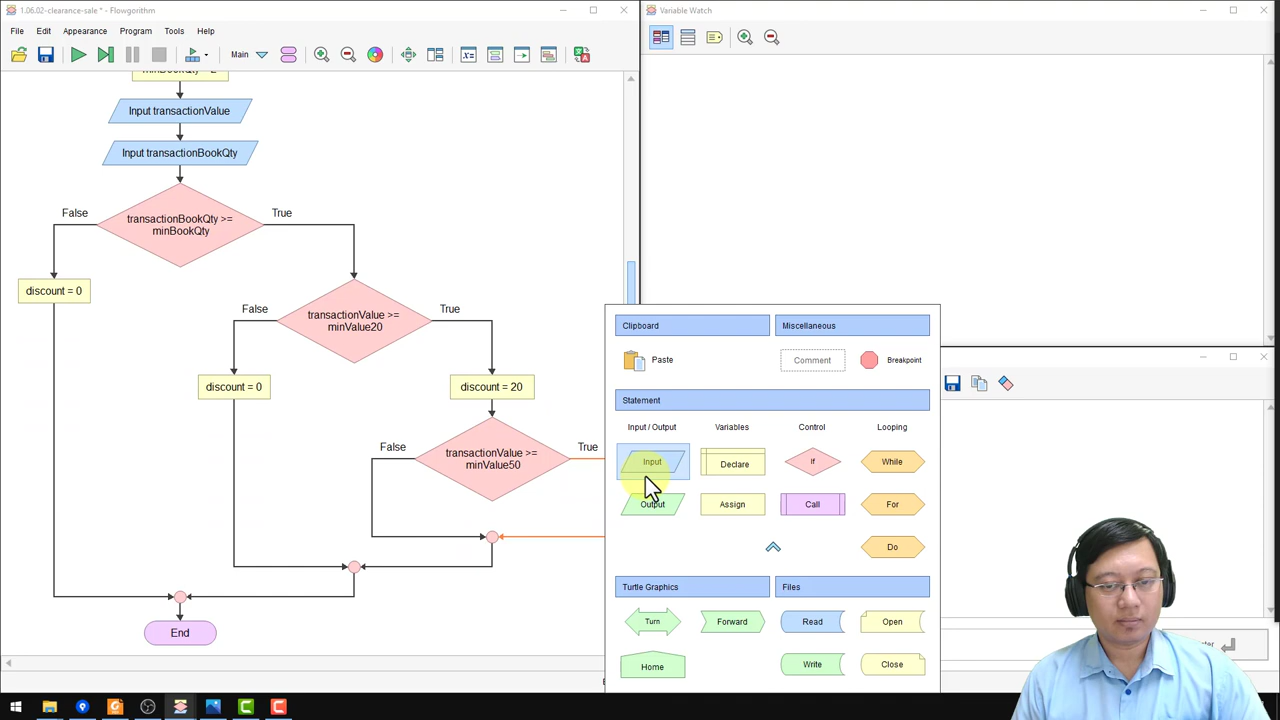 1.06.02-clearance-sale * - Flowgorithm
File Edit Appearance Program Tools Help
Main
Input transactionValue
Input transactionBookQty
transactionBookQty >=
minBookQty
False
True
discount = 0
transactionValue >=
minValue20
False
True
discount = 0
discount = 20
transactionValue >=
minValue50
False
True
End
Variable Watch
Clipboard
Miscellaneous
Paste
Comment
Breakpoint
Statement
Input / Output
Variables
Control
Looping
Input
Declare
If
While
Output
Assign
Call
For
Do
Turtle Graphics
Files
Turn
Forward
Read
Open
Home
Write
Close